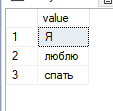 value
1 Я
2 люблю
3 спать